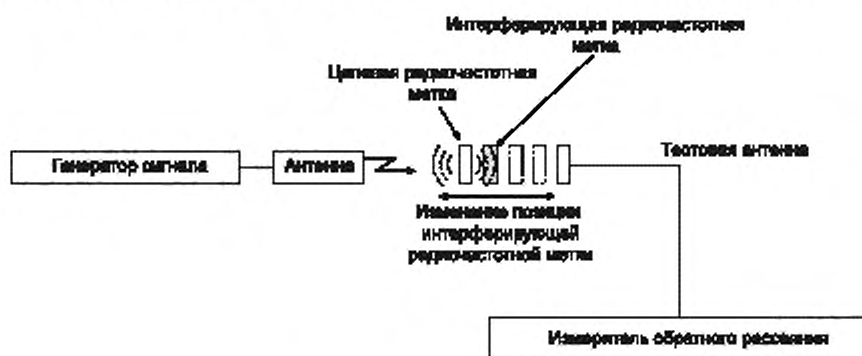 Интерферирующая радиочастотная
метка
Целевая радиочастотная
метка
Генератор сигнала
Антенна
Тестовая антенна
Изменение позиции
интерферирующей
радиочастотной метки
Измеритель обратного рассеяния